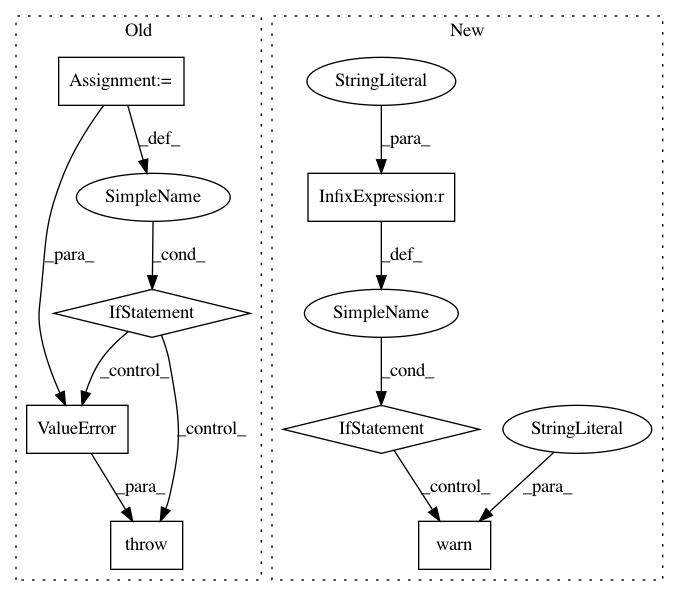 Old
New
Assignment:=
StringLiteral
_def_
_para_
SimpleName
InfixExpression:r
_para_
_cond_
_def_
IfStatement
SimpleName
_control_
_cond_
ValueError
_control_
IfStatement
StringLiteral
_para_
_control_
_para_
throw
warn